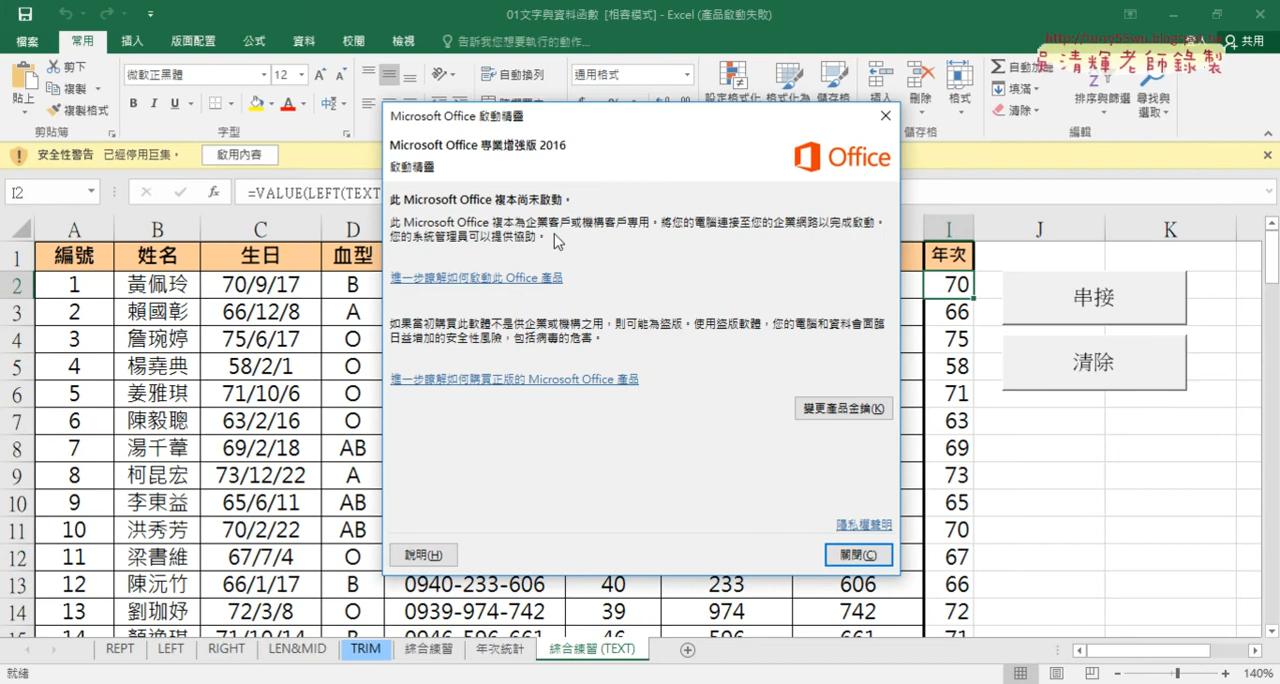 01文字與資料函數 [相容模式] - Excel (產品啟動失敗)
檔案 常用 插入 版面配置 公式 資料 校閱 檢視 告訴我您想要執行的動作... 共用
http://terry55wu.blogspot.tw
吳清輝老師錄製
貼上 剪下 複製 複製格式 剪貼簿
微軟正黑體 12 B I U 字型
自動換列 通用格式
插入 刪除 格式 儲存格
填滿 清除 排序與篩選 尋找與選取 編輯
安全性警告 已經停用巨集。 啟用內容
I2 fx =VALUE(LEFT(TEXT
A B C D I J K
1 編號 姓名 生日 血型 年次
2 1 黃佩玲 70/9/17 B 70
3 2 賴國彰 66/12/8 A 66
4 3 詹琬婷 75/6/17 O 75
5 4 楊堯典 58/2/1 O 58
6 5 姜雅琪 71/10/6 O 71
7 6 陳毅聰 63/2/16 O 63
8 7 湯千葦 69/2/18 AB 69
9 8 柯昆宏 73/12/22 A 73
10 9 李東益 65/6/11 AB 65
11 10 洪秀芳 70/2/22 AB 70
12 11 梁書維 67/7/4 O 67
13 12 陳沅竹 66/1/17 B 0940-233-606 40 233 606 66
14 13 劉珈妤 72/3/8 O 0939-974-742 39 974 742 72
串接
清除
Microsoft Office 啟動精靈
Microsoft Office 專業增強版 2016
啟動精靈
Office
此 Microsoft Office 複本尚未啟動。
此 Microsoft Office 複本為企業客戶或機構客戶專用。將您的電腦連接至您的企業網路以完成啟動。
您的系統管理員可以提供協助。
進一步瞭解如何啟動此 Office 產品
如果當初購買此軟體不是供企業或機構之用，則可能為盜版。使用盜版軟體，您的電腦和資料會面臨
日益增加的安全性風險，包括病毒的危害。
進一步瞭解如何購買正版的 Microsoft Office 產品
變更產品金鑰(K)
隱私權聲明
說明(H) 關閉(C)
REPT LEFT RIGHT LEN&MID TRIM 綜合練習 年次統計 綜合練習 (TEXT)
就緒 140%